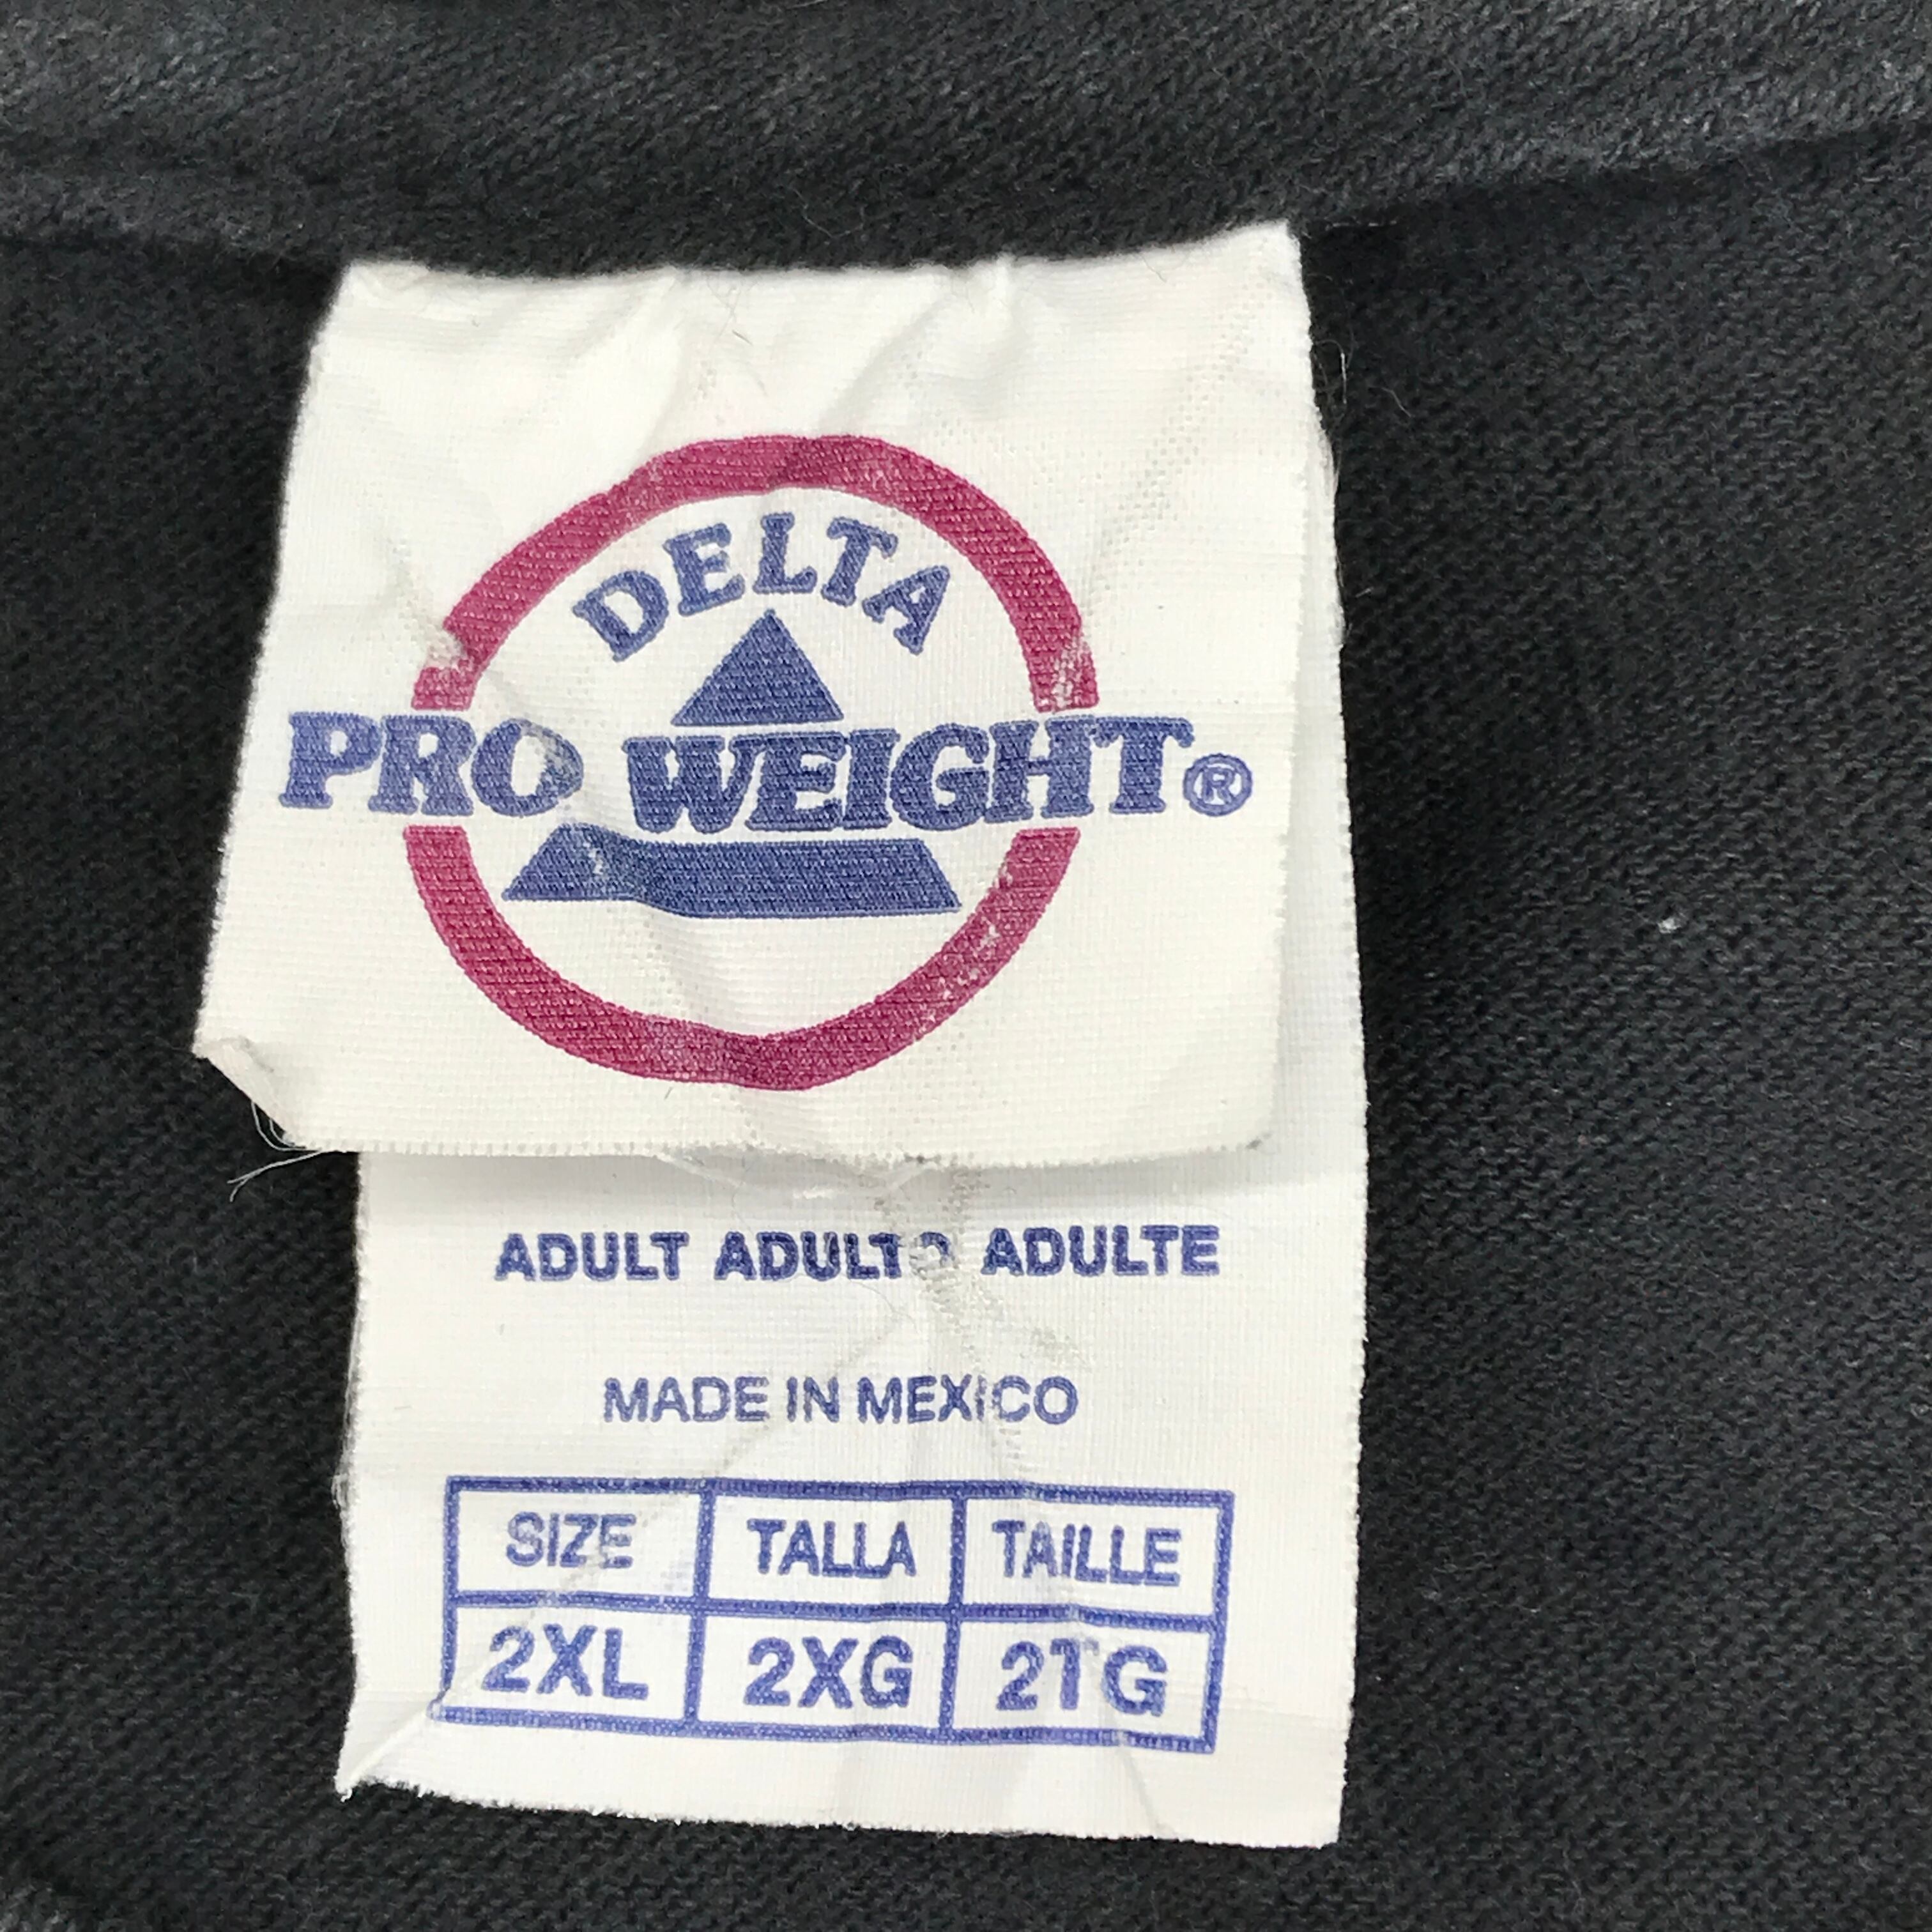 DELTA
PRO WEIGHT®
ADULT ADULTO ADULTE
MADE IN MEXICO
SIZE TALLA TAILLE
2XL 2XG 2TG